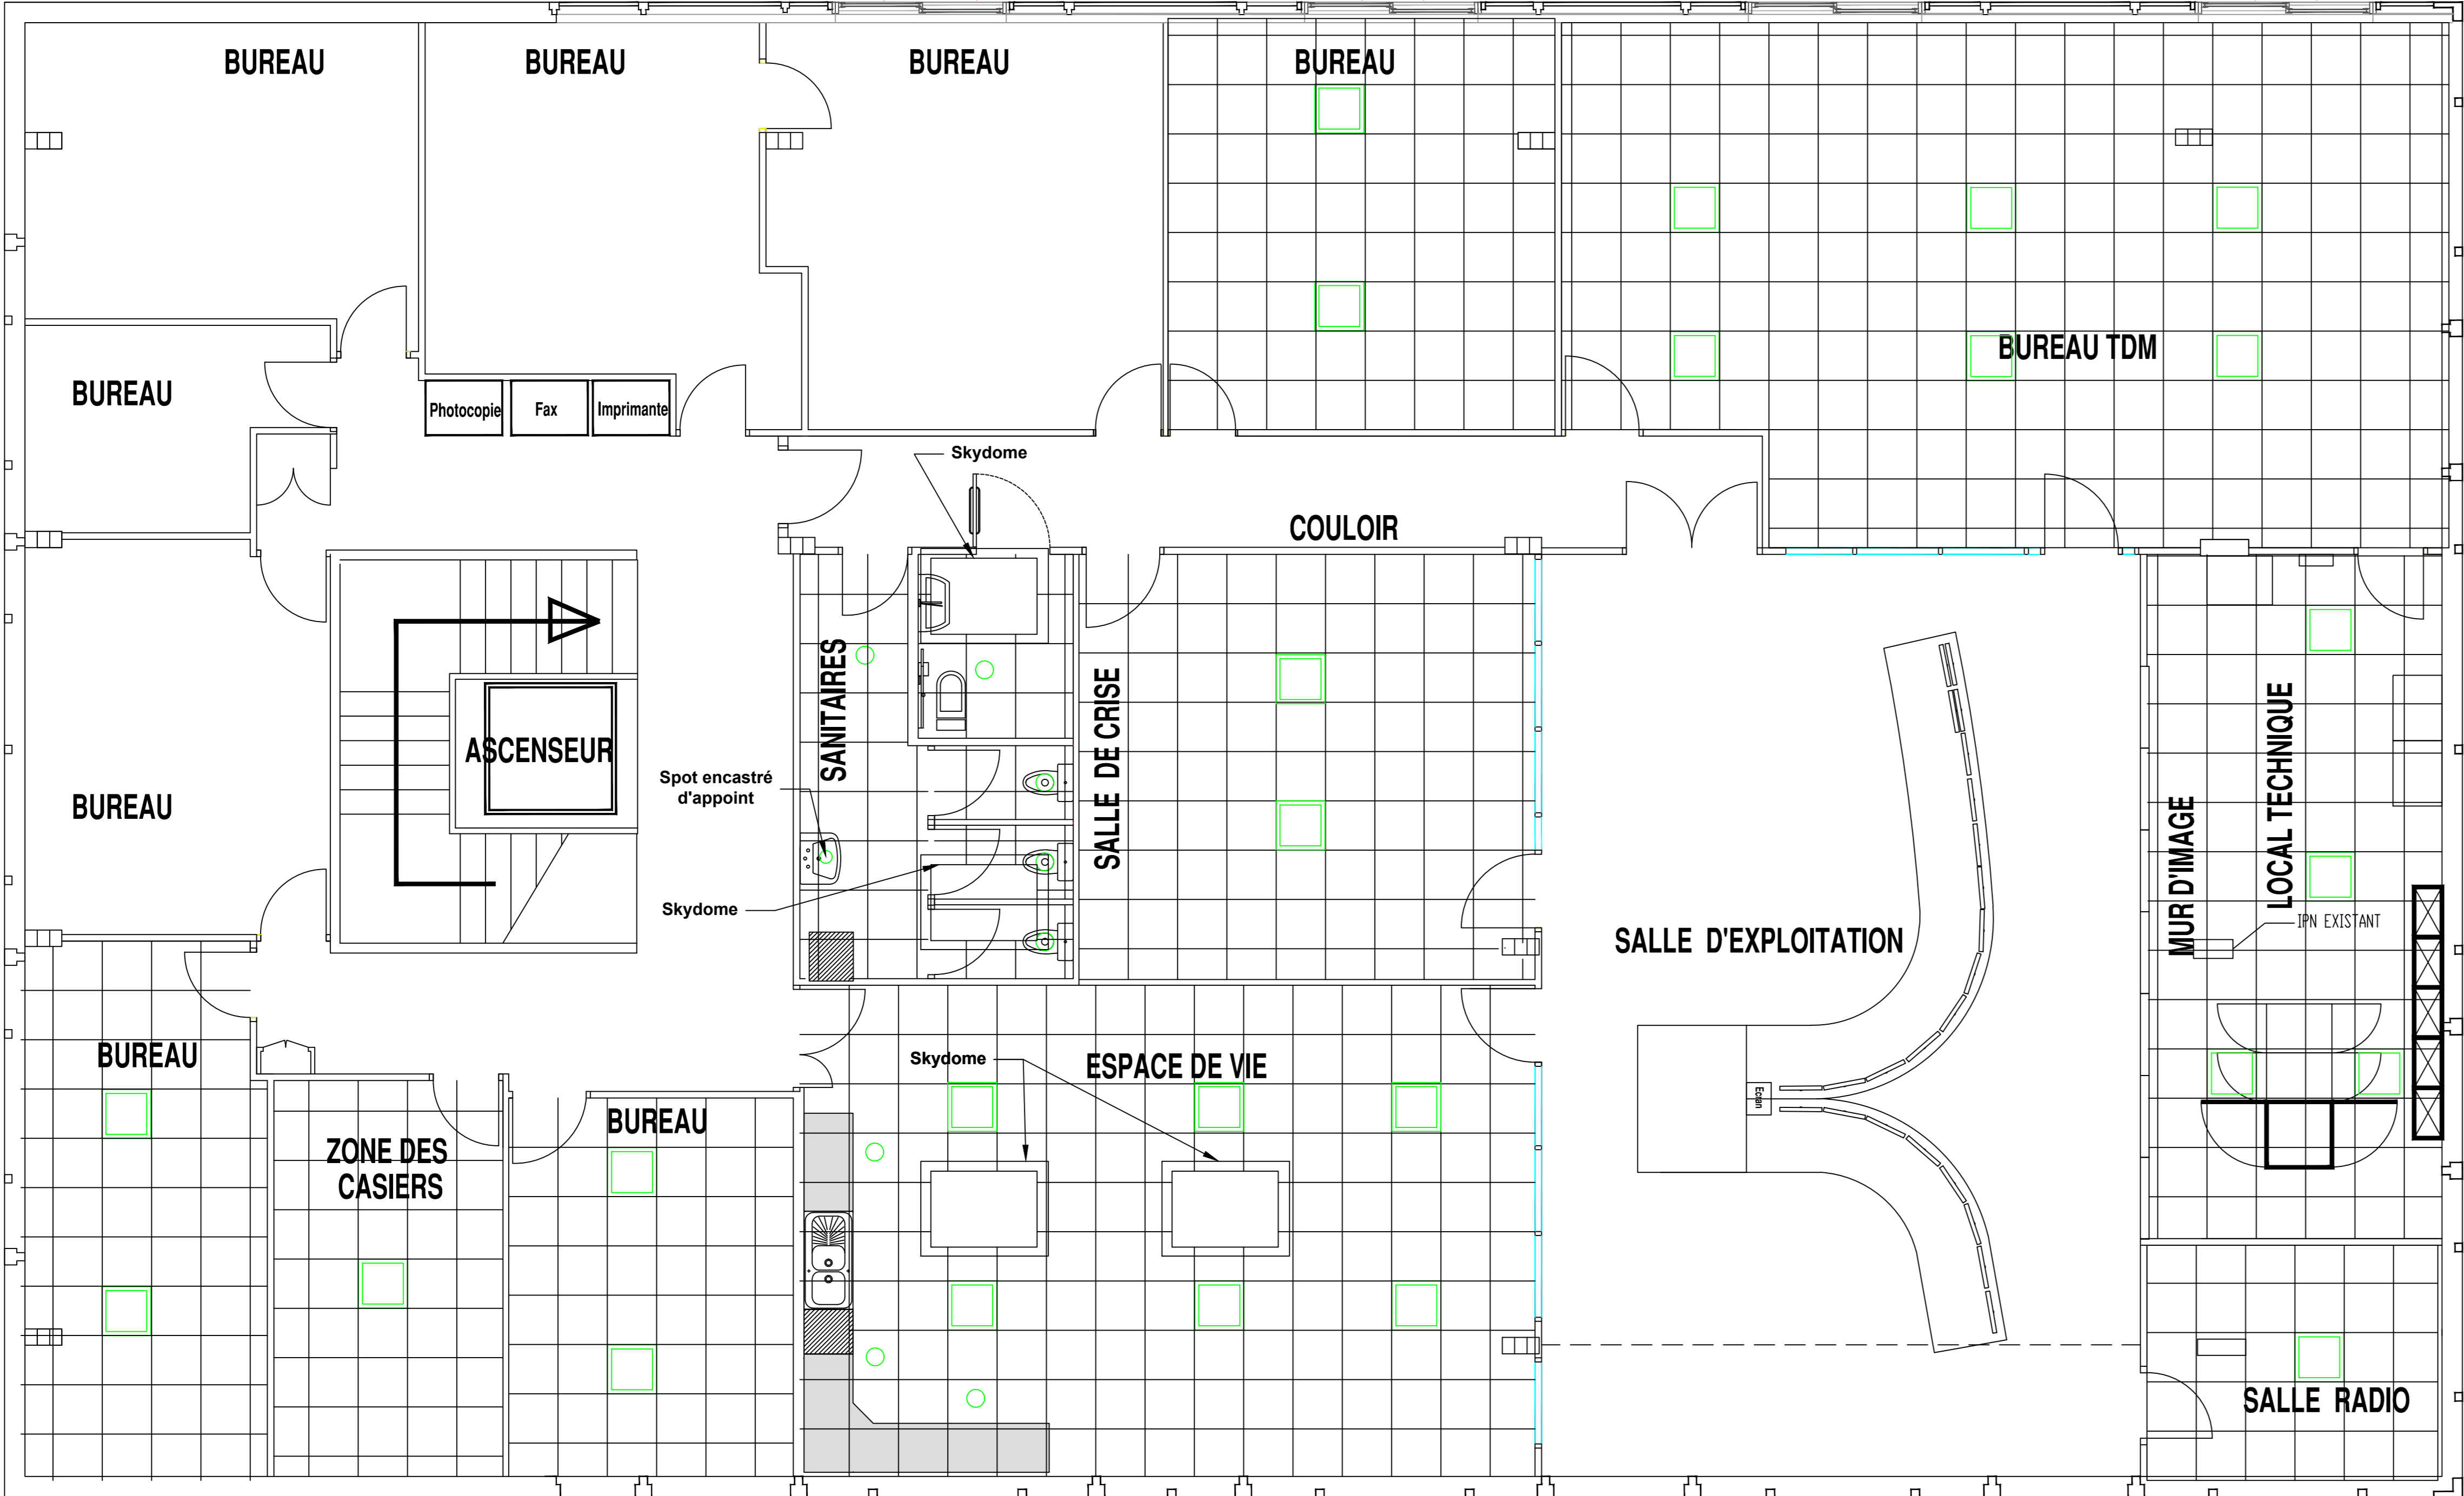 BUREAU
BUREAU
BUREAU
BUREAU
BUREAU TDM
BUREAU
Photocopie
Fax
Imprimante
Skydome
COULOIR
ASCENSEUR
SANITAIRES
SALLE DE CRISE
Spot encastré
d'appoint
Skydome
BUREAU
SALLE D'EXPLOITATION
MUR D'IMAGE
LOCAL TECHNIQUE
IPN EXISTANT
BUREAU
ZONE DES
CASIERS
BUREAU
Skydome
ESPACE DE VIE
Ecran
SALLE RADIO